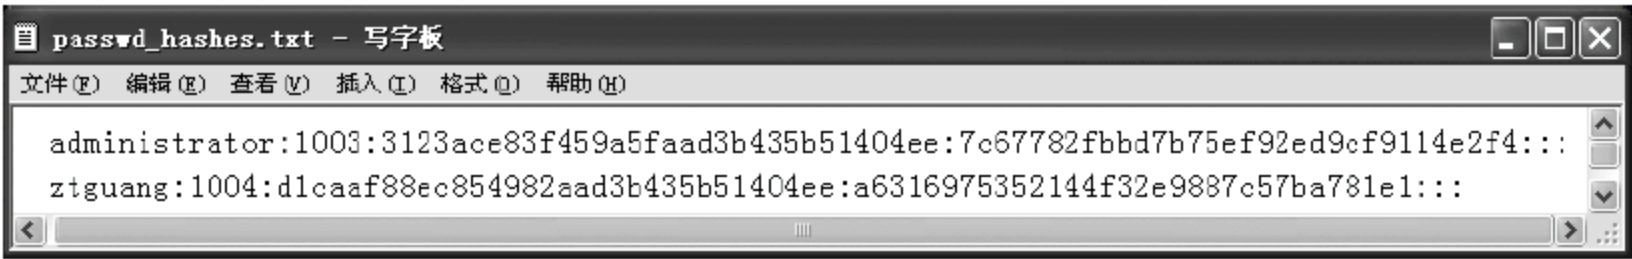 passwd_hashes.txt - 写字板
文件(F) 编辑(E) 查看(V) 插入(I) 格式(O) 帮助(H)
administrator:1003:3123ace83f459a5faad3b435b51404ee:7c67782fbbd7b75ef92ed9cf9114e2f4:::
ztguang:1004:d1caaf88ec854982aad3b435b51404ee:a6316975352144f32e9887c57ba781e1:::